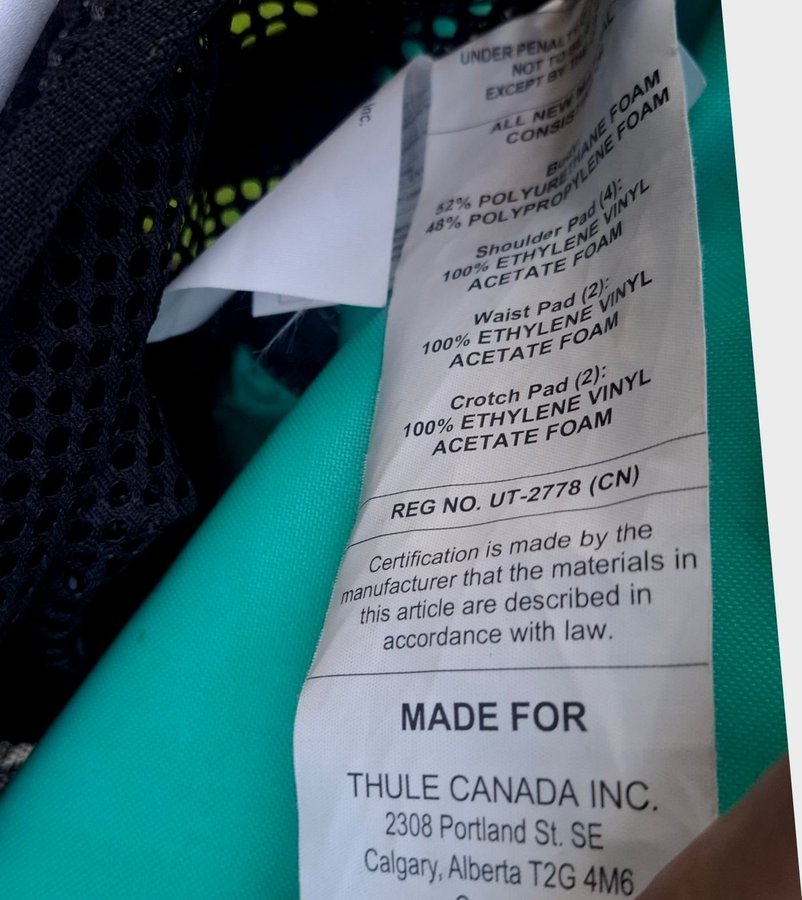 UNDER PENAL
NOT TO
EXCEPT BY
ALL NEW
CONSIS
52% POLYURETHANE FOAM
48% POLYPROPYLENE FOAM
Shoulder Pad (4):
100% ETHYLENE VINYL
ACETATE FOAM
Waist Pad (2):
100% ETHYLENE VINYL
ACETATE FOAM
Crotch Pad (2):
100% ETHYLENE VINYL
ACETATE FOAM
REG NO. UT-2778 (CN)
Certification is made by the
manufacturer that the materials in
this article are described in
accordance with law.
MADE FOR
THULE CANADA INC.
2308 Portland St. SE
Calgary, Alberta T2G 4M6
nc.